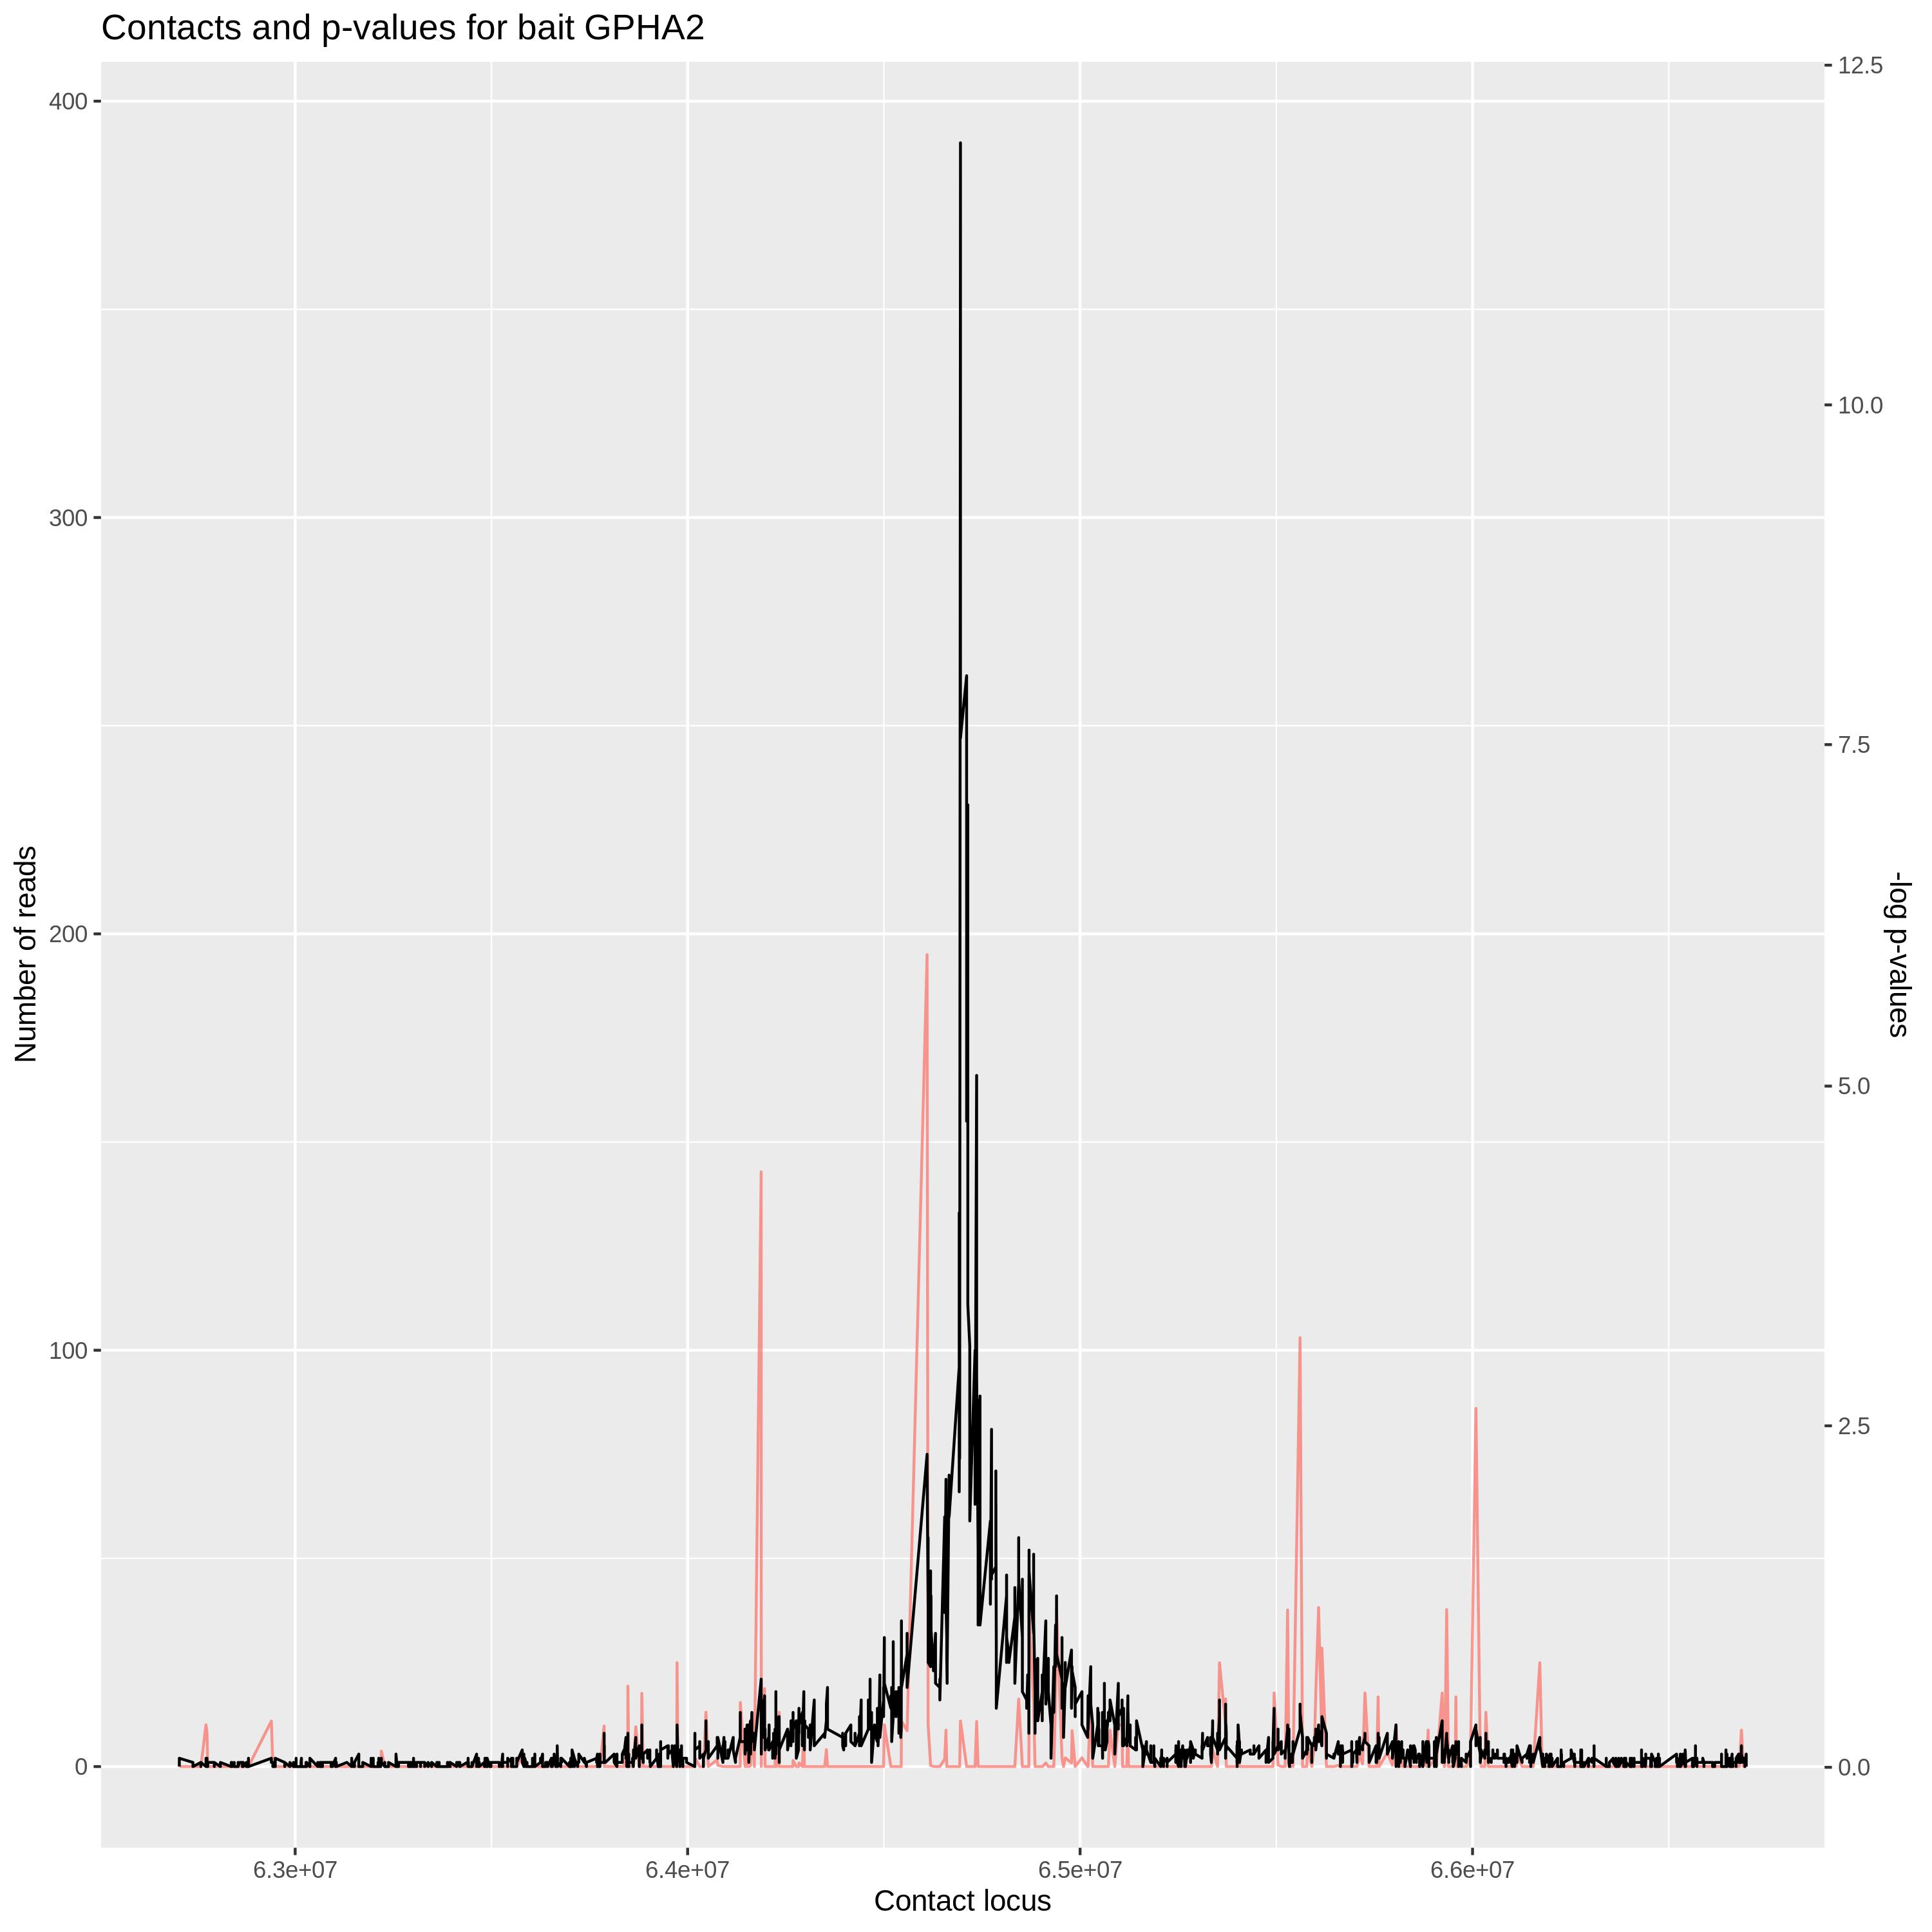 Contacts and p-values for bait GPHA2
400
300
200
100
0
Number of reads
12.5
10.0
7.5
5.0
2.5
0.0
-log p-values
6.3e+07
6.4e+07
6.5e+07
6.6e+07
Contact locus